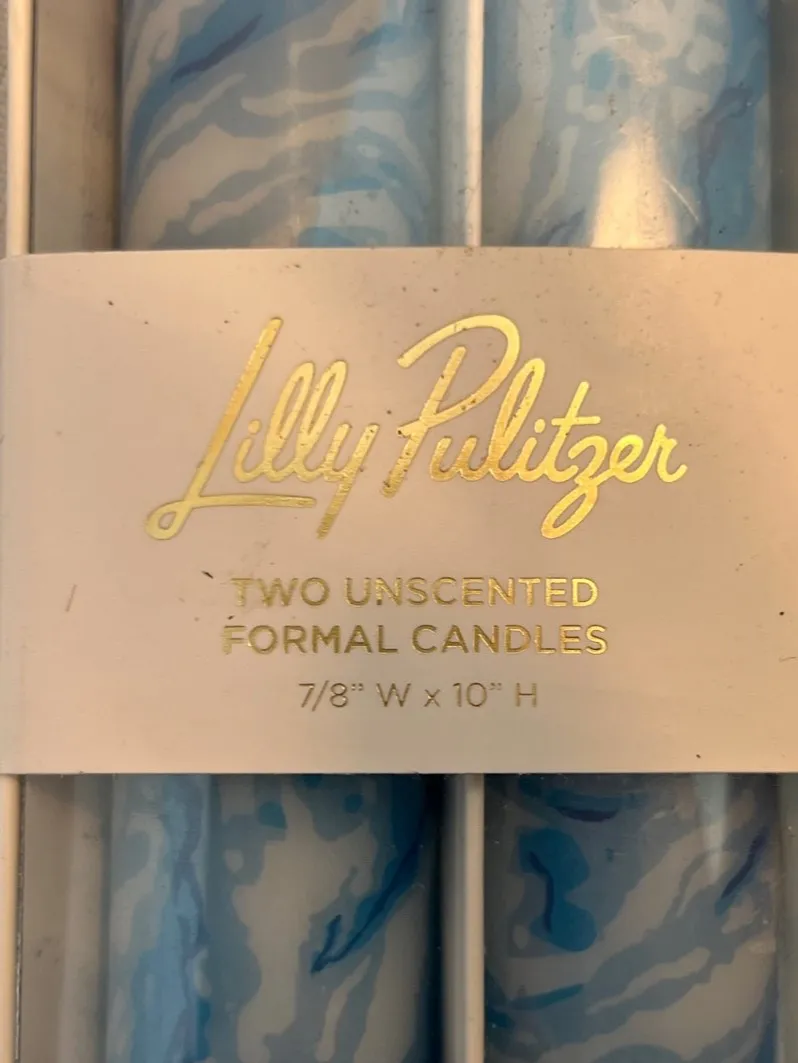 Lilly Pulitzer
TWO UNSCENTED
FORMAL CANDLES
7/8” W x 10” H